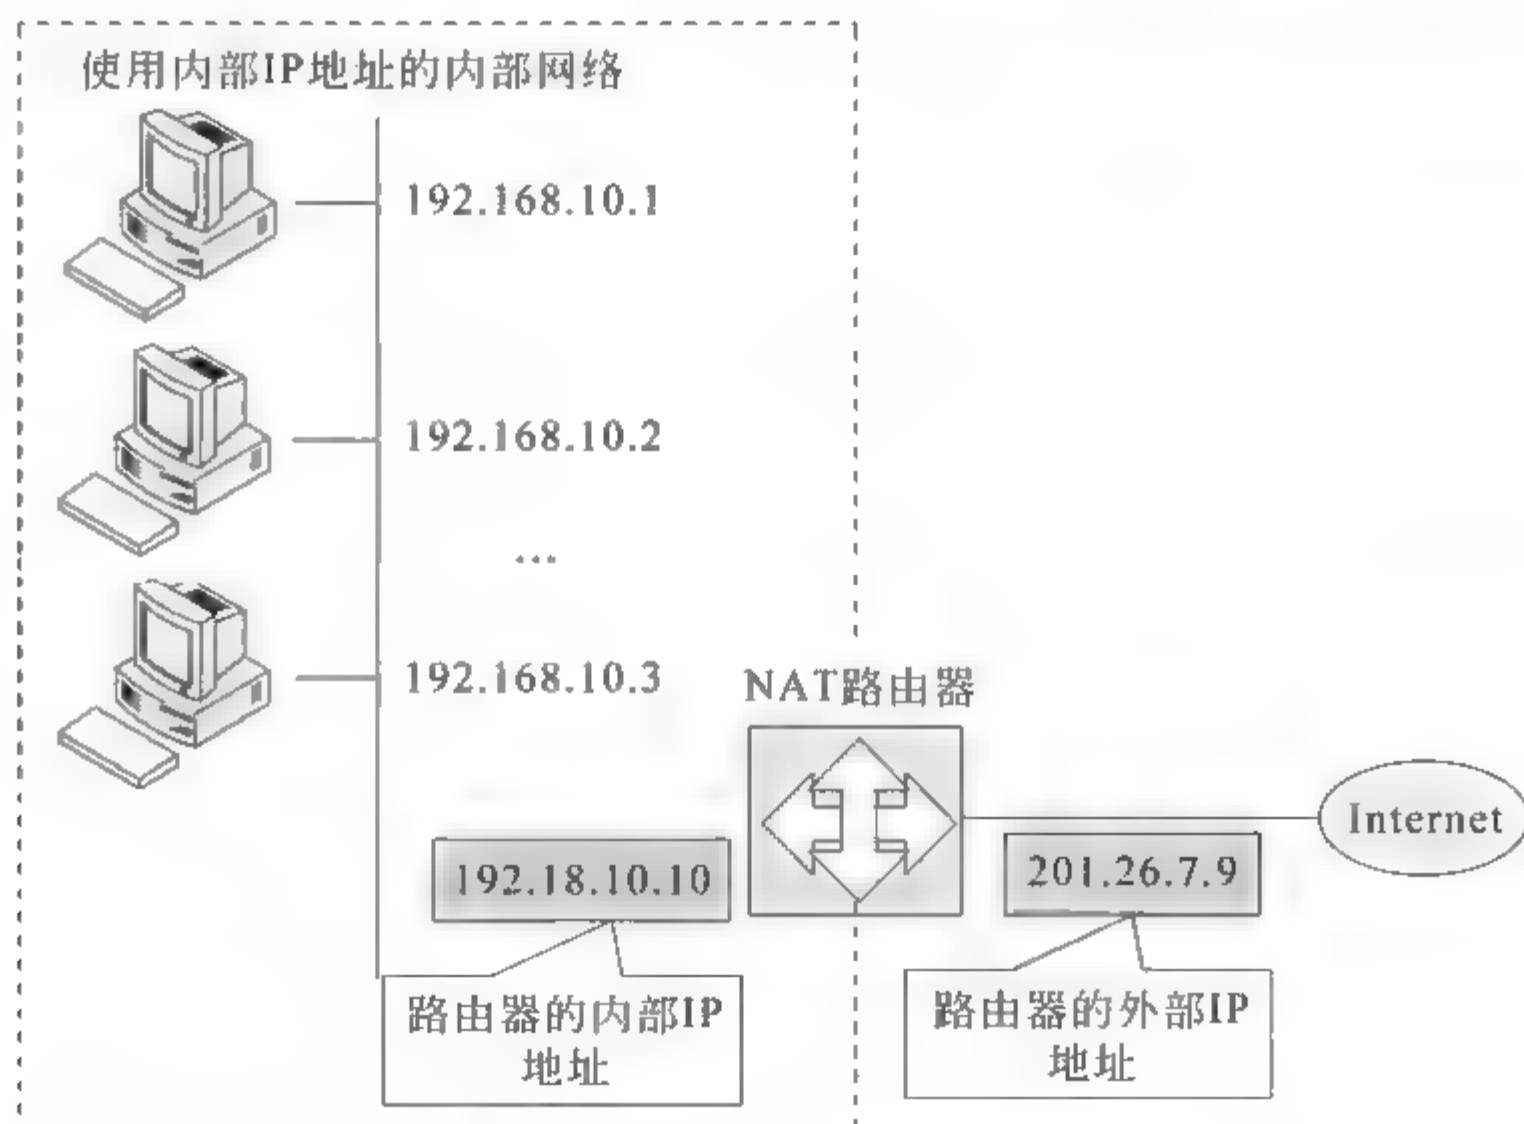 使用内部IP地址的内部网络
192.168.10.1
192.168.10.2
...
192.168.10.3
NAT路由器
Internet
192.18.10.10
201.26.7.9
路由器的内部IP
地址
路由器的外部IP
地址